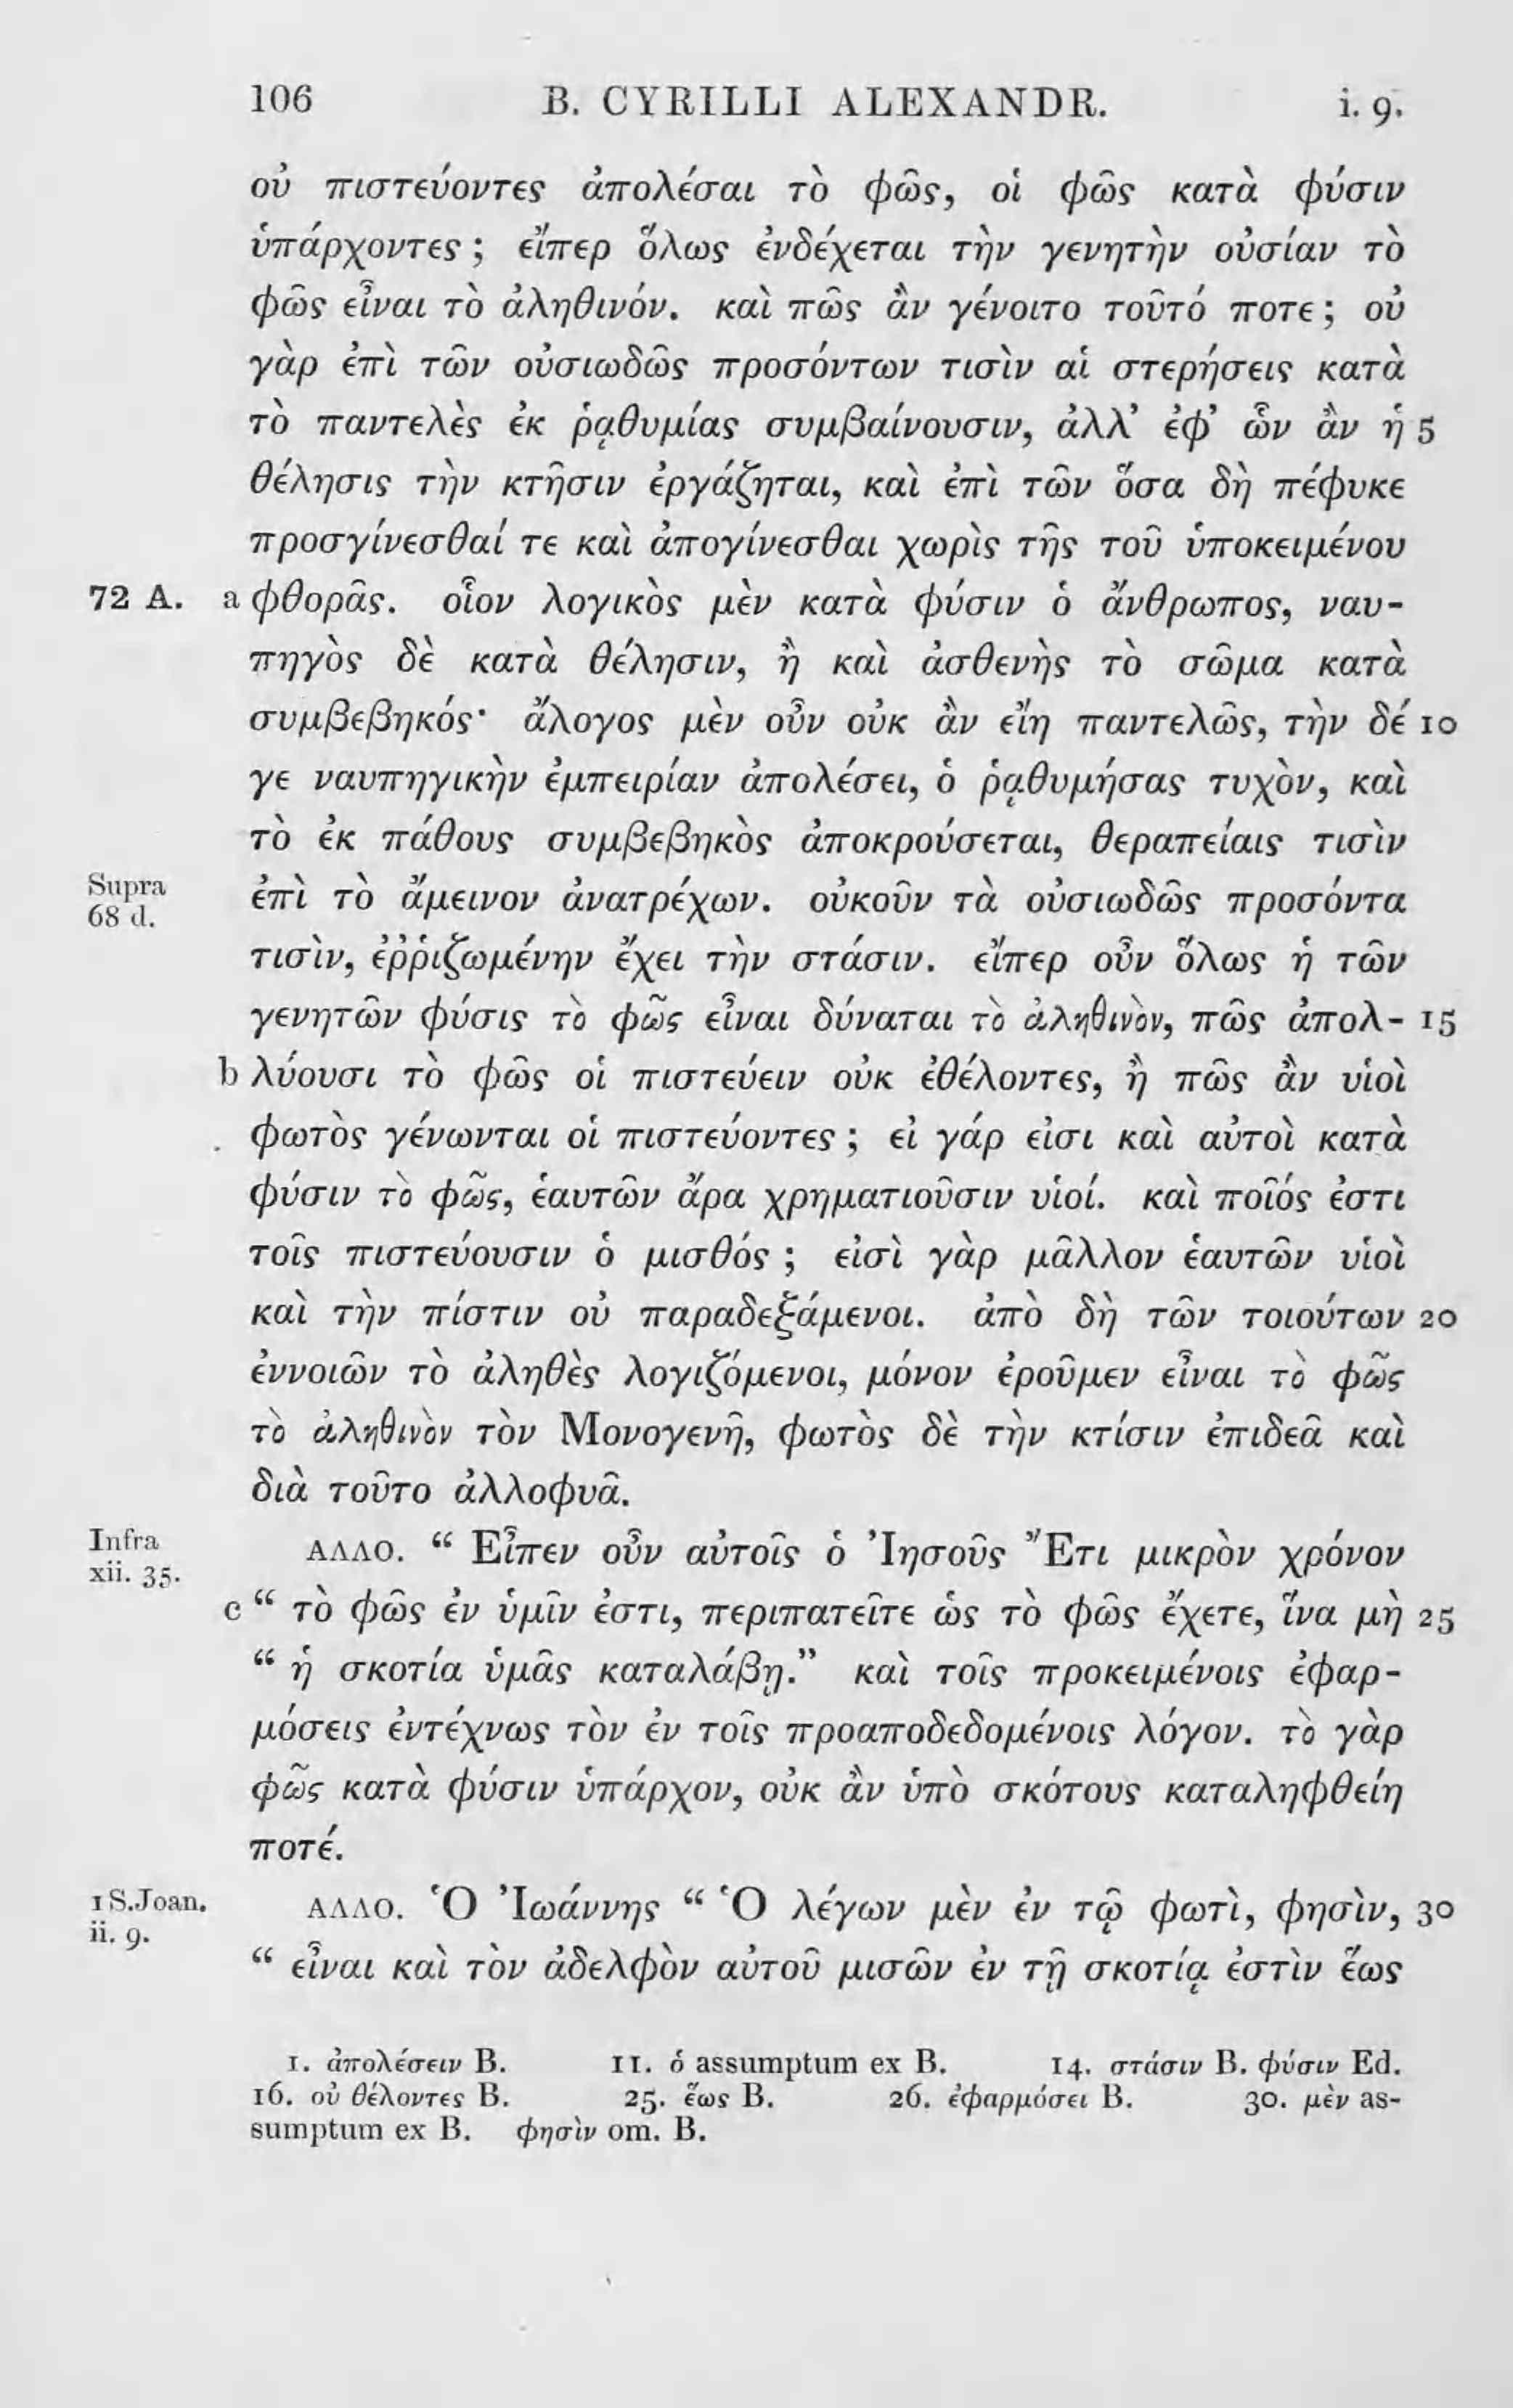 106 B. CYRILLI ALEXANDR. i. 9.
οὐ πιστεύοντες ἀπολέσαι τὸ φῶς, οἱ φῶς κατὰ φύσιν
ὑπάρχοντες ; εἴπερ ὅλως ἐνδέχεται τὴν γενητὴν οὐσίαν τὸ
φῶς εἶναι τὸ ἀληθινόν. καὶ πῶς ἂν γένοιτο τοῦτό ποτε ; οὐ
γὰρ ἐπὶ τῶν οὐσιωδῶς προσόντων τισὶν αἱ στερήσεις κατὰ
τὸ παντελὲς ἐκ ῥᾳθυμίας συμβαίνουσιν, ἀλλ’ ἐφ’ ὧν ἂν ἡ 5
θέλησις τὴν κτῆσιν ἐργάζηται, καὶ ἐπὶ τῶν ὅσα δὴ πέφυκε
προσγίνεσθαί τε καὶ ἀπογίνεσθαι χωρὶς τῆς τοῦ ὑποκειμένου
72 A. a φθορᾶς. οἷον λογικὸς μὲν κατὰ φύσιν ὁ ἄνθρωπος, ναυ-
πηγὸς δὲ κατὰ θέλησιν, ἢ καὶ ἀσθενὴς τὸ σῶμα κατὰ
συμβεβηκός· ἄλογος μὲν οὖν οὐκ ἂν εἴη παντελῶς, τὴν δέ 10
γε ναυπηγικὴν ἐμπειρίαν ἀπολέσει, ὁ ῥᾳθυμήσας τυχὸν, καὶ
τὸ ἐκ πάθους συμβεβηκὸς ἀποκρούσεται, θεραπείαις τισὶν
Supra
68 d.
ἐπὶ τὸ ἄμεινον ἀνατρέχων. οὐκοῦν τὰ οὐσιωδῶς προσόντα
τισὶν, ἐῤῥιζωμένην ἔχει τὴν στάσιν. εἴπερ οὖν ὅλως ἡ τῶν
γενητῶν φύσις τὸ φῶς εἶναι δύναται τὸ ἀληθινὸν, πῶς ἀπολ- 15
b λύουσι τὸ φῶς οἱ πιστεύειν οὐκ ἐθέλοντες, ἢ πῶς ἂν υἱοὶ
φωτὸς γένωνται οἱ πιστεύοντες ; εἰ γάρ εἰσι καὶ αὐτοὶ κατὰ
φύσιν τὸ φῶς, ἑαυτῶν ἄρα χρηματιοῦσιν υἱοί. καὶ ποῖός ἐστι
τοῖς πιστεύουσιν ὁ μισθός ; εἰσὶ γὰρ μᾶλλον ἑαυτῶν υἱοὶ
καὶ τὴν πίστιν οὐ παραδεξάμενοι. ἀπὸ δὴ τῶν τοιούτων 20
ἐννοιῶν τὸ ἀληθὲς λογιζόμενοι, μόνον ἐροῦμεν εἶναι τὸ φῶς
τὸ ἀληθινὸν τὸν Μονογενῆ, φωτὸς δὲ τὴν κτίσιν ἐπιδεᾶ καὶ
διὰ τοῦτο ἀλλοφυᾶ.
Infra
xii. 35.
ΑΛΛΟ. “ Εἶπεν οὖν αὐτοῖς ὁ Ἰησοῦς Ἔτι μικρὸν χρόνον
c “ τὸ φῶς ἐν ὑμῖν ἐστι, περιπατεῖτε ὡς τὸ φῶς ἔχετε, ἵνα μὴ 25
“ ἡ σκοτία ὑμᾶς καταλάβῃ.” καὶ τοῖς προκειμένοις ἐφαρ-
μόσεις ἐντέχνως τὸν ἐν τοῖς προαποδεδομένοις λόγον. τὸ γὰρ
φῶς κατὰ φύσιν ὑπάρχον, οὐκ ἂν ὑπὸ σκότους καταληφθείη
ποτέ.
1 S.Joan.
ii. 9.
ΑΛΛΟ. Ὁ Ἰωάννης “ Ὁ λέγων μὲν ἐν τῷ φωτὶ, φησὶν, 30
“ εἶναι καὶ τὸν ἀδελφὸν αὐτοῦ μισῶν ἐν τῇ σκοτίᾳ ἐστὶν ἕως
1. ἀπολέσειν B. 11. ὁ assumptum ex B. 14. στάσιν B. φύσιν Ed.
16. οὐ θέλοντες B. 25. ἕως B. 26. ἐφαρμόσει B. 30. μὲν as-
sumptum ex B. φησὶν om. B.